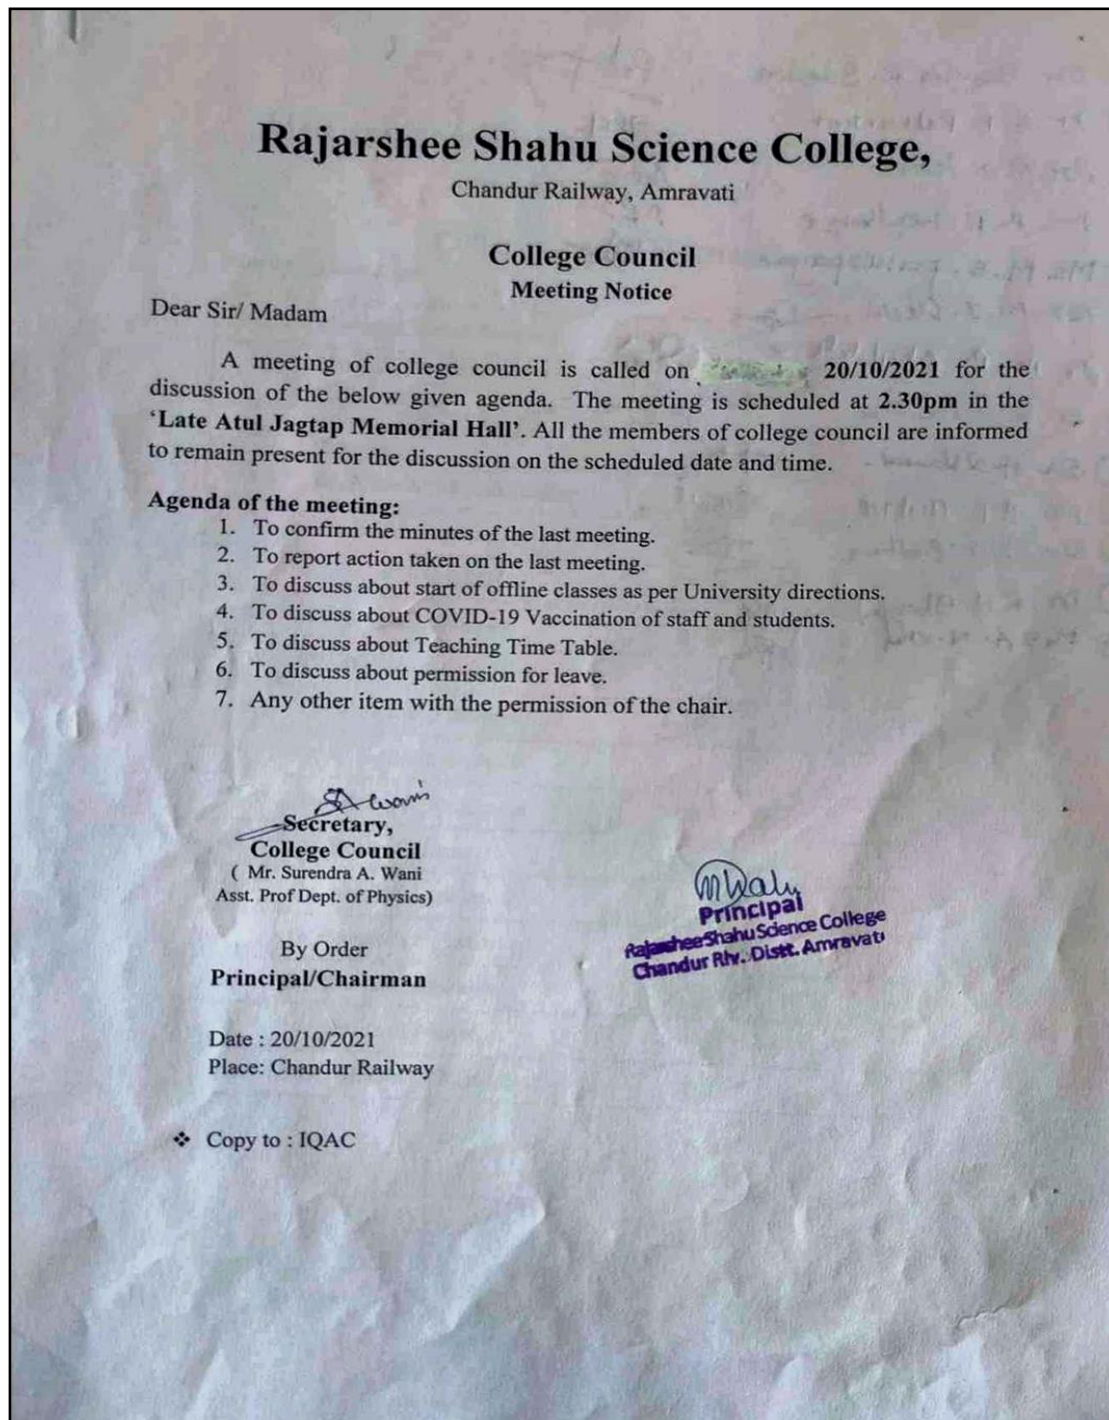 Rajarshee Shahu Science College,
Chandur Railway, Amravati
College Council
Meeting Notice
Dear Sir/ Madam
A meeting of college council is called on 20/10/2021 for the
discussion of the below given agenda. The meeting is scheduled at 2.30pm in the
‘Late Atul Jagtap Memorial Hall’. All the members of college council are informed
to remain present for the discussion on the scheduled date and time.
Agenda of the meeting:
1. To confirm the minutes of the last meeting.
2. To report action taken on the last meeting.
3. To discuss about start of offline classes as per University directions.
4. To discuss about COVID-19 Vaccination of staff and students.
5. To discuss about Teaching Time Table.
6. To discuss about permission for leave.
7. Any other item with the permission of the chair.
Secretary,
College Council
( Mr. Surendra A. Wani
Asst. Prof Dept. of Physics)
Principal
Rajarshee Shahu Science College
Chandur Rly. Distt. Amravati
By Order
Principal/Chairman
Date : 20/10/2021
Place: Chandur Railway
❖ Copy to : IQAC